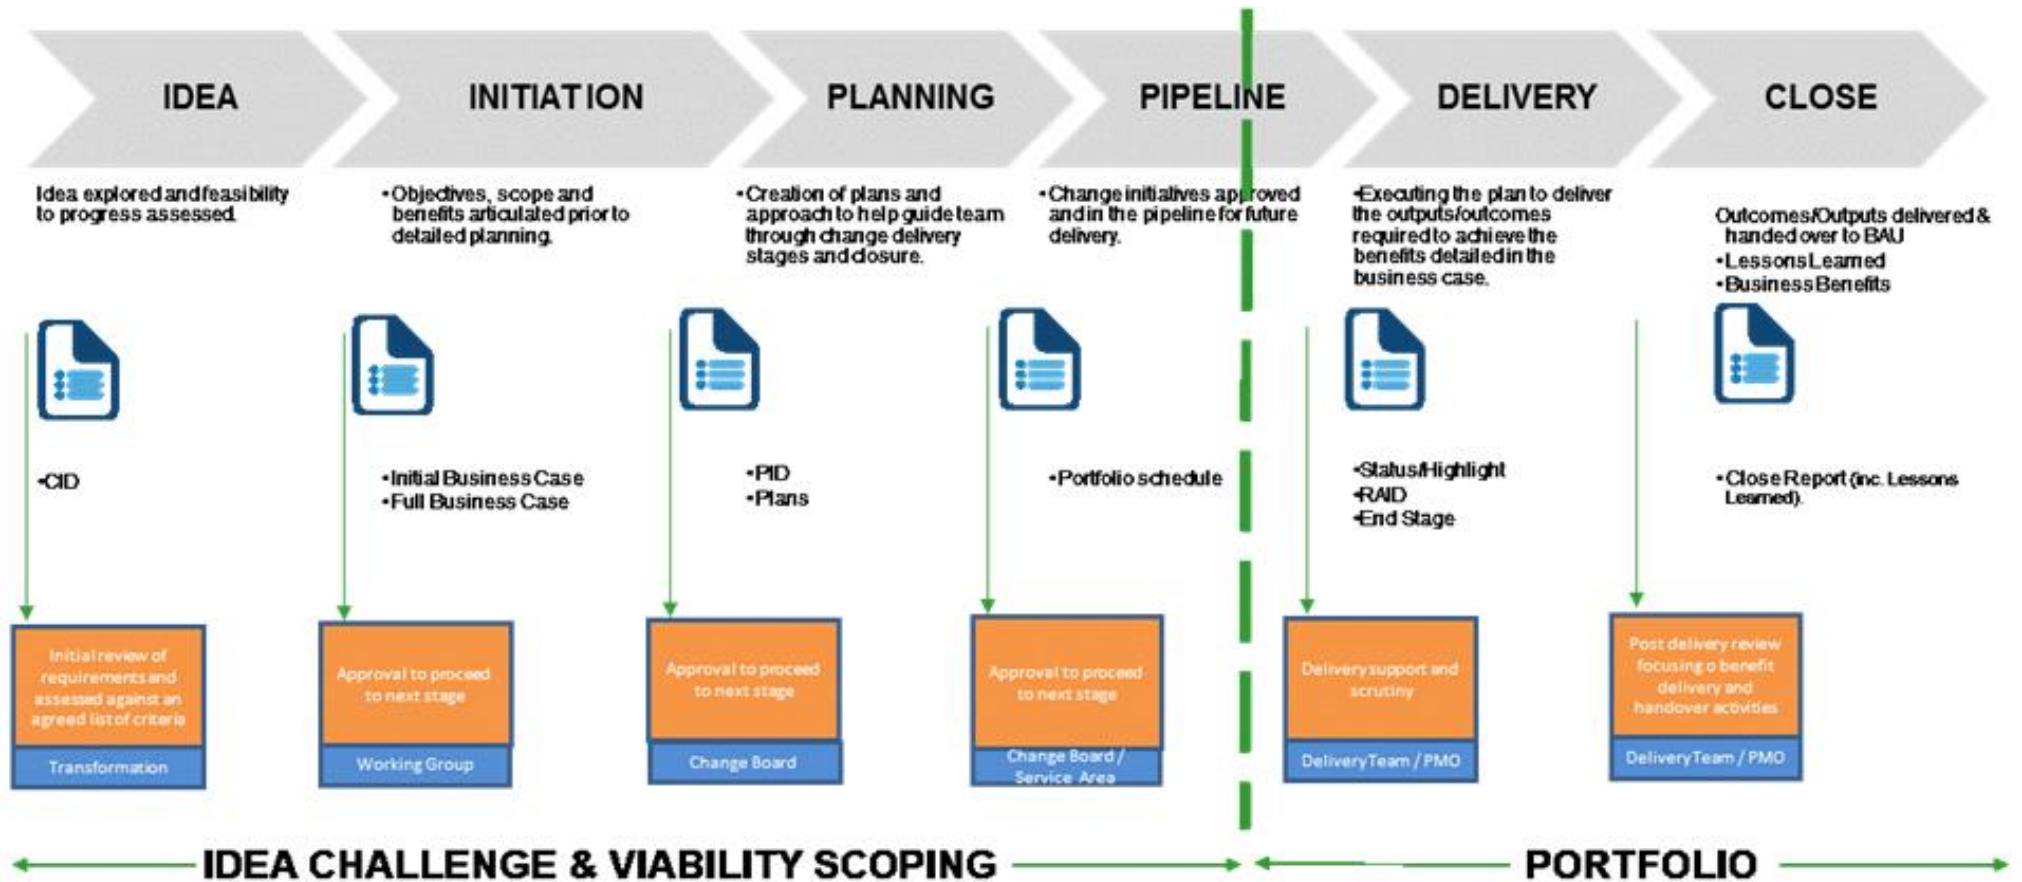 IDEA
INITIATION
PLANNING
PIPELINE
DELIVERY
CLOSE
Idea explored and feasibility
to progress assessed.
•Objectives, scope and
benefits articulated prior to
detailed planning.
•Creation of plans and
approach to help guide team
through change delivery
stages and closure.
•Change initiatives approved
and in the pipeline for future
delivery.
•Executing the plan to deliver
the outputs/outcomes
required to achieve the
benefits detailed in the
business case.
Outcomes/Outputs delivered &
handed over to BAU
•Lessons Learned
•Business Benefits
•CID
•Initial Business Case
•Full Business Case
•PID
•Plans
•Portfolio schedule
•Status/Highlight
•RAID
•End Stage
•Close Report (inc. Lessons
Learned).
Initial review of
requirements and
assessed against an
agreed list of criteria
Transformation
Approval to proceed
to next stage
Working Group
Approval to proceed
to next stage
Change Board
Approval to proceed
to next stage
Change Board /
Service Area
Delivery support and
scrutiny
Delivery Team / PMO
Post delivery review
focusing o benefit
delivery and
handover activities
Delivery Team / PMO
IDEA CHALLENGE & VIABILITY SCOPING
PORTFOLIO